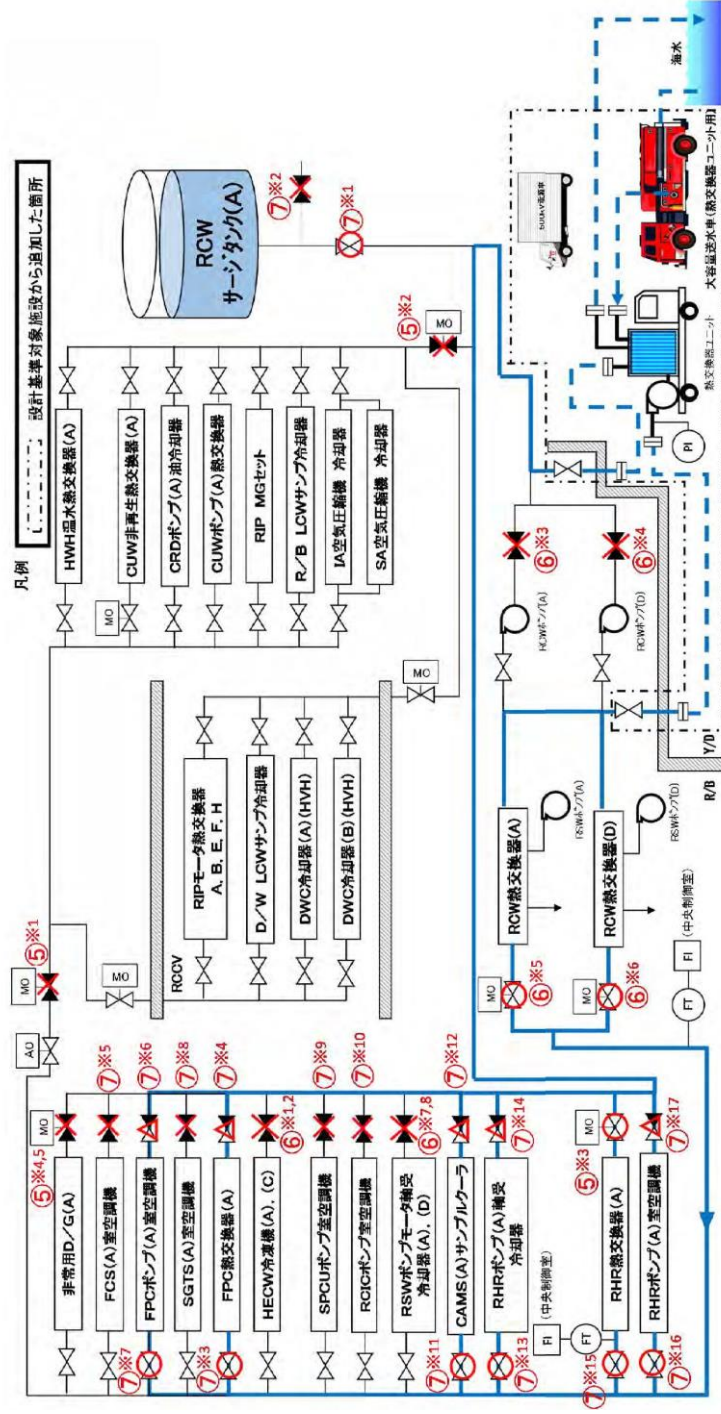 凡例
設計基準対象施設から追加した箇所
⑤※1
MO
AO
MO
RCCV
RIPモータ熱交換器
A, B, E, F, H
D/W LCWサンプ冷却器
DWC冷却器(A)(HVH)
DWC冷却器(B)(HVH)
MO
MO
HWH温水熱交換器(A)
CUW非再生熱交換器(A)
CRDポンプ(A)油冷却器
CUWポンプ(A)熱交換器
RIP MGセット
R/B LCWサンプ冷却器
IA空気圧縮機 冷却器
SA空気圧縮機 冷却器
MO
⑤※2
RCW
サージタンク(A)
⑦※2
⑦※1
⑤※4,5
MO
非常用D/G(A)
⑦※5
FCS(A)室空調機
⑦※7
⑦※6
FPCポンプ(A)室空調機
⑦※8
SGTS(A)室空調機
⑦※3
⑦※4
FPC熱交換器(A)
⑥※1,2
HECW冷凍機(A), (C)
⑦※9
SPCUポンプ室空調機
⑦※10
RCICポンプ室空調機
⑥※7,8
RSWポンプモータ軸受
冷却器(A), (D)
⑦※11
⑦※12
CAMS(A)サンプルクーラ
⑦※13
⑦※14
RHRポンプ(A)軸受
冷却器
FI
(中央制御室)
FT
⑦※15
⑤※3
MO
RHR熱交換器(A)
⑦※16
⑦※17
RHRポンプ(A)室空調機
MO
⑥※5
RCW熱交換器(A)
RSWポンプ(A)
MO
⑥※6
RCW熱交換器(D)
RSWポンプ(D)
FT
FI
(中央制御室)
⑥※3
RCWポンプ(A)
⑥※4
RCWポンプ(D)
R/B
Y/D
PI
熱交換器ユニット
大容量送水車(熱交換器ユニット用)
海水